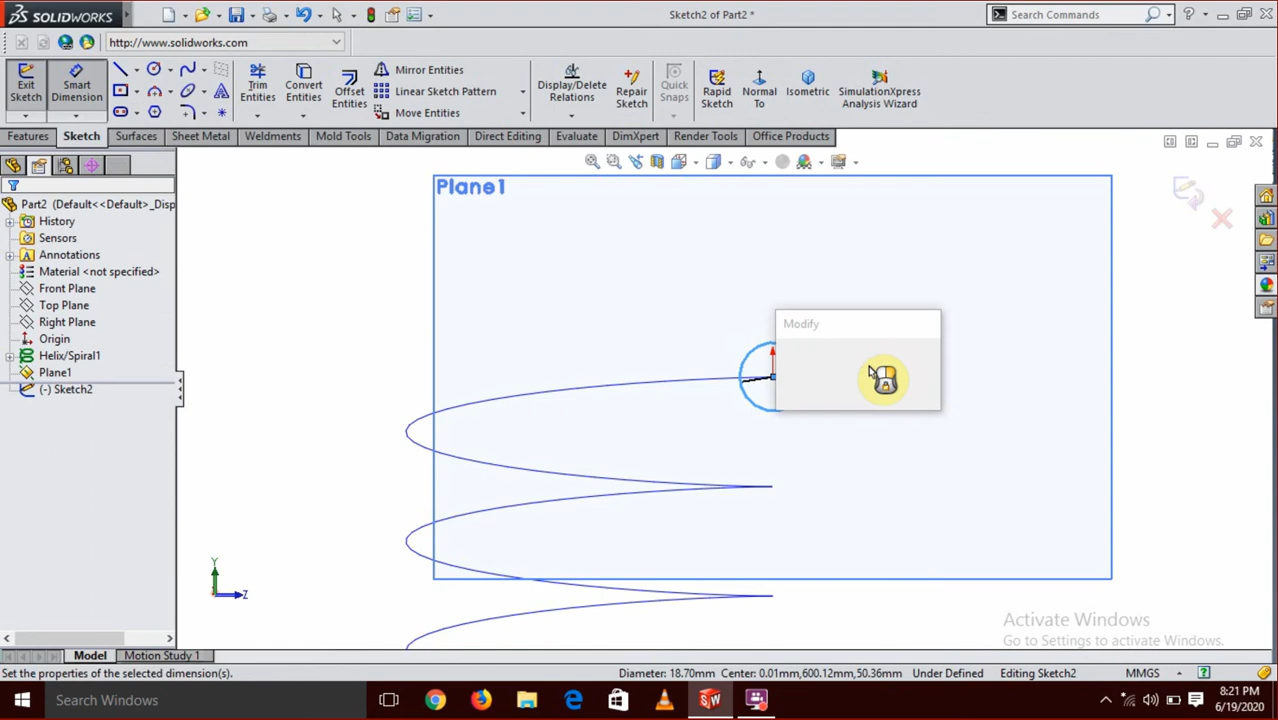 SOLIDWORKS
Sketch2 of Part2 *
Search Commands
http://www.solidworks.com
Exit Sketch
Smart Dimension
Trim Entities
Convert Entities
Offset Entities
Mirror Entities
Linear Sketch Pattern
Move Entities
Display/Delete Relations
Repair Sketch
Quick Snaps
Rapid Sketch
Normal To
Isometric
SimulationXpress Analysis Wizard
Features
Sketch
Surfaces
Sheet Metal
Weldments
Mold Tools
Data Migration
Direct Editing
Evaluate
DimXpert
Render Tools
Office Products
Part2 (Default<<Default>_Disp
History
Sensors
Annotations
Material <not specified>
Front Plane
Top Plane
Right Plane
Origin
Helix/Spiral1
Plane1
(-) Sketch2
Plane1
Modify
Y
Z
Activate Windows
Go to Settings to activate Windows.
Model
Motion Study 1
Set the properties of the selected dimension(s).
Diameter: 18.70mm
Center: 0.01mm,600.12mm,50.36mm
Under Defined
Editing Sketch2
MMGS
Search Windows
8:21 PM
6/19/2020